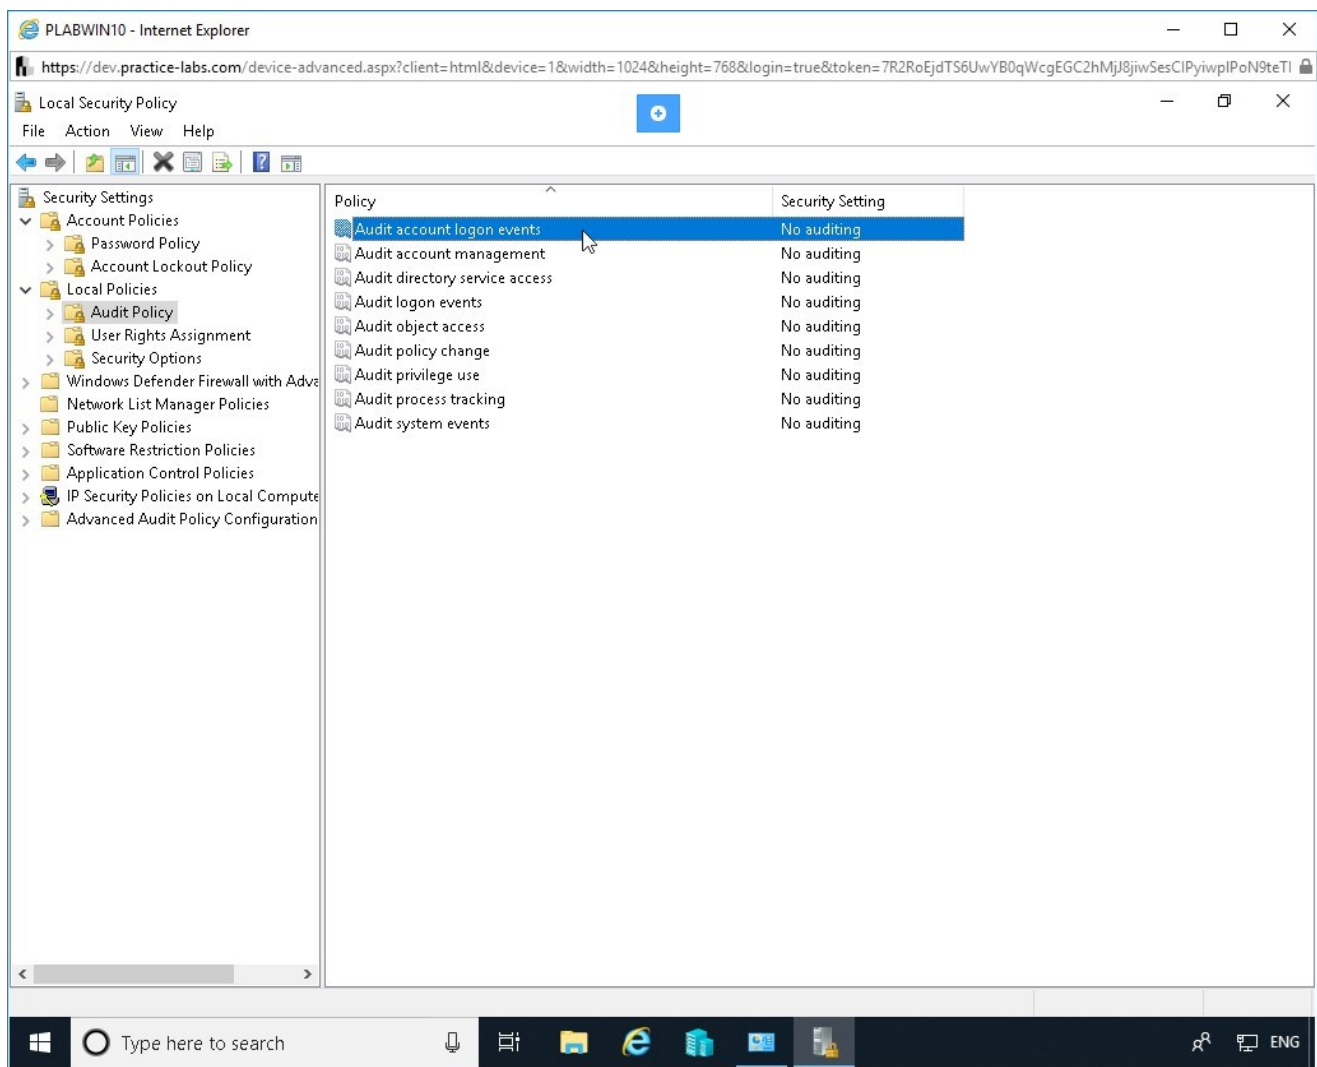 PLABWIN10 - Internet Explorer
https://dev.practice-labs.com/device-advanced.aspx?client=html&device=1&width=1024&height=768&login=true&token=7R2RoEjdTS6UwYB0qWcgEGC2hMjJ8jiwSesClPyiwplPoN9teTl
Local Security Policy
File Action View Help
Security Settings
Account Policies
Password Policy
Account Lockout Policy
Local Policies
Audit Policy
User Rights Assignment
Security Options
Windows Defender Firewall with Adva
Network List Manager Policies
Public Key Policies
Software Restriction Policies
Application Control Policies
IP Security Policies on Local Compute
Advanced Audit Policy Configuration
Policy Security Setting
Audit account logon events No auditing
Audit account management No auditing
Audit directory service access No auditing
Audit logon events No auditing
Audit object access No auditing
Audit policy change No auditing
Audit privilege use No auditing
Audit process tracking No auditing
Audit system events No auditing
Type here to search
ENG